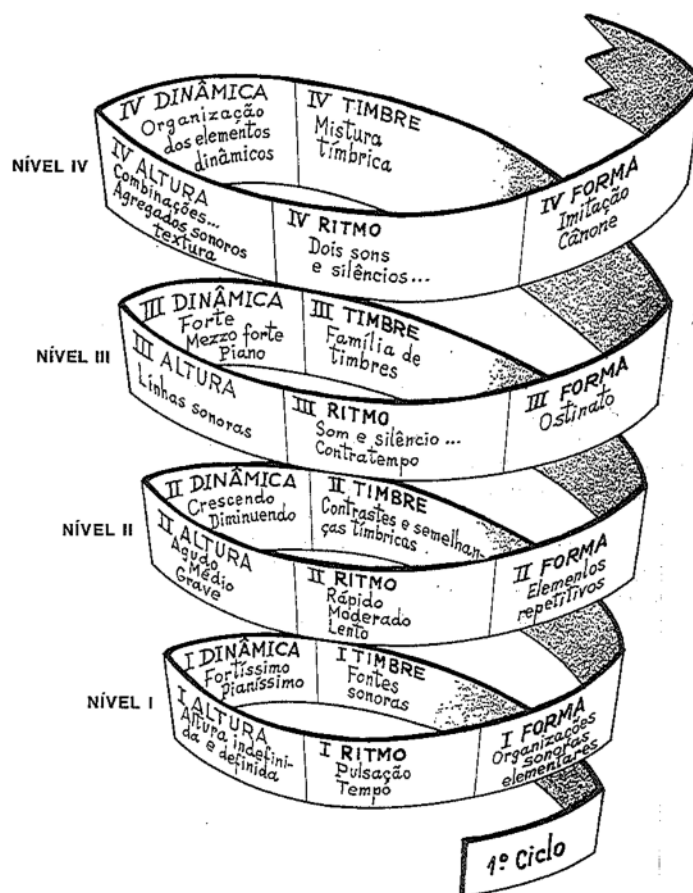 NÍVEL IV
IV DINÂMICA
Organização
dos elementos
dinâmicos
IV TIMBRE
Mistura
tímbrica
IV ALTURA
Combinações...
Agregados sonoros
textura
IV RITMO
Dois sons
e silêncios...
IV FORMA
Imitação
Cânone
NÍVEL III
III DINÂMICA
Forte
Mezzo forte
Piano
III TIMBRE
Família de
timbres
III ALTURA
Linhas sonoras
III RITMO
Som e silêncio...
Contratempo
III FORMA
Ostinato
NÍVEL II
II DINÂMICA
Crescendo
Diminuendo
II TIMBRE
Contrastes e semelhan-
ças tímbricas
II ALTURA
Agudo
Médio
Grave
II RITMO
Rápido
Moderado
Lento
II FORMA
Elementos
repetitivos
NÍVEL I
I DINÂMICA
Fortíssimo
Pianíssimo
I TIMBRE
Fontes
sonoras
I ALTURA
Altura indefini-
da e definida
I RITMO
Pulsação
Tempo
I FORMA
Organizações
sonoras
elementares
1º Ciclo